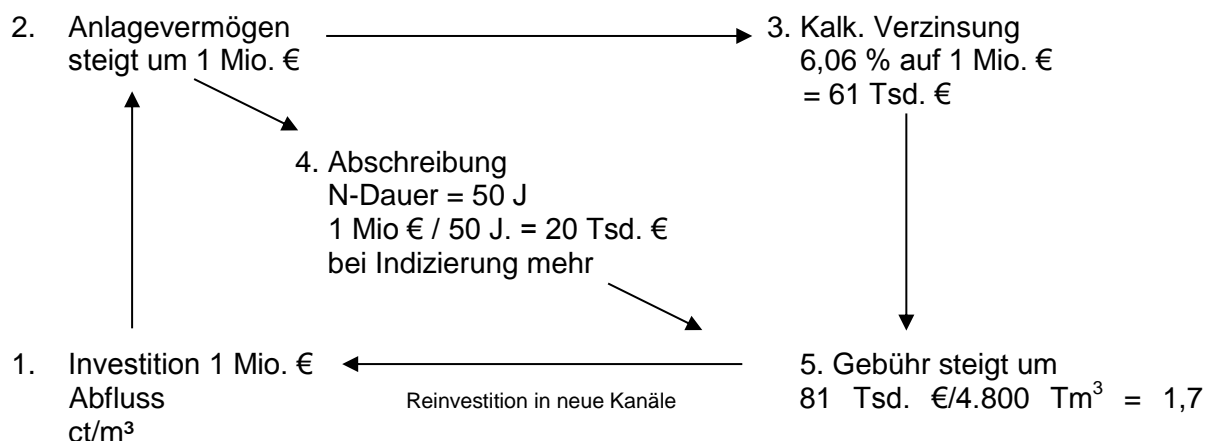 2. Anlagevermögen
steigt um 1 Mio. €
3. Kalk. Verzinsung
6,06 % auf 1 Mio. €
= 61 Tsd. €
4. Abschreibung
N-Dauer = 50 J
1 Mio € / 50 J. = 20 Tsd. €
bei Indizierung mehr
1. Investition 1 Mio. €
Abfluss
ct/m³
Reinvestition in neue Kanäle
5. Gebühr steigt um
81 Tsd. €/4.800 Tm³ = 1,7